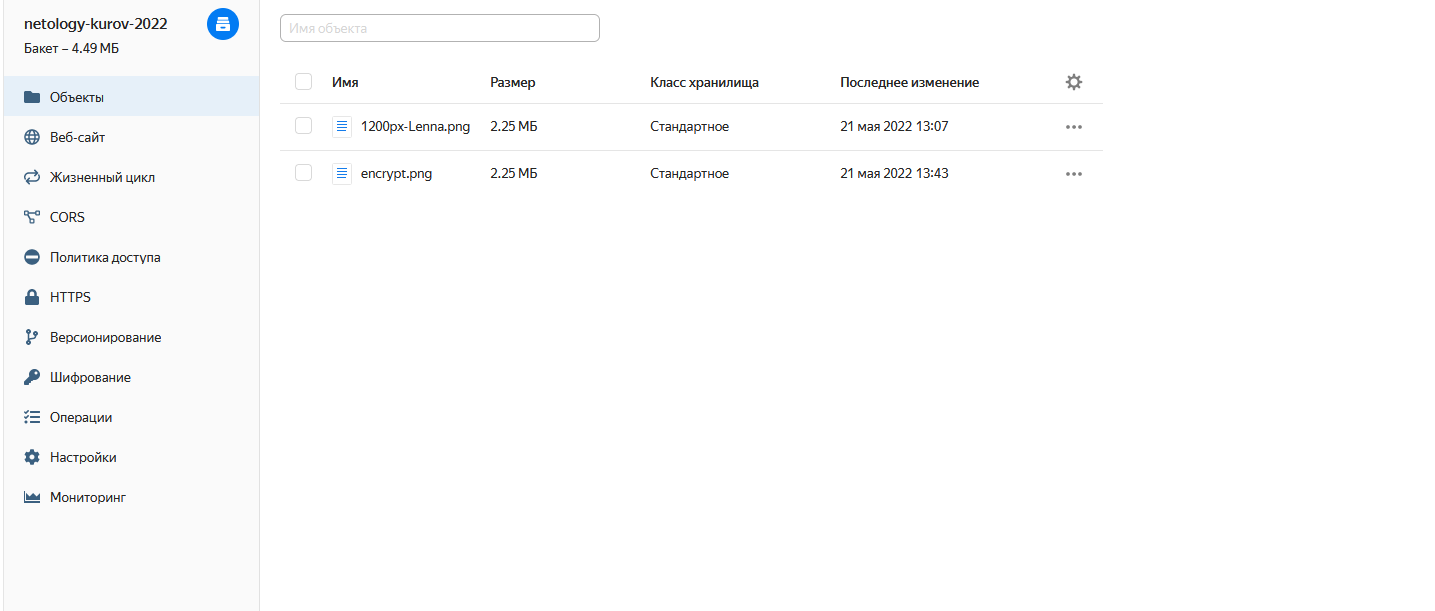 netology-kurov-2022
Бакет – 4.49 МБ
Объекты
Веб-сайт
Жизненный цикл
CORS
Политика доступа
HTTPS
Версионирование
Шифрование
Операции
Настройки
Мониторинг
Имя объекта
Имя Размер Класс хранилища Последнее изменение
1200px-Lenna.png 2.25 МБ Стандартное 21 мая 2022 13:07
encrypt.png 2.25 МБ Стандартное 21 мая 2022 13:43